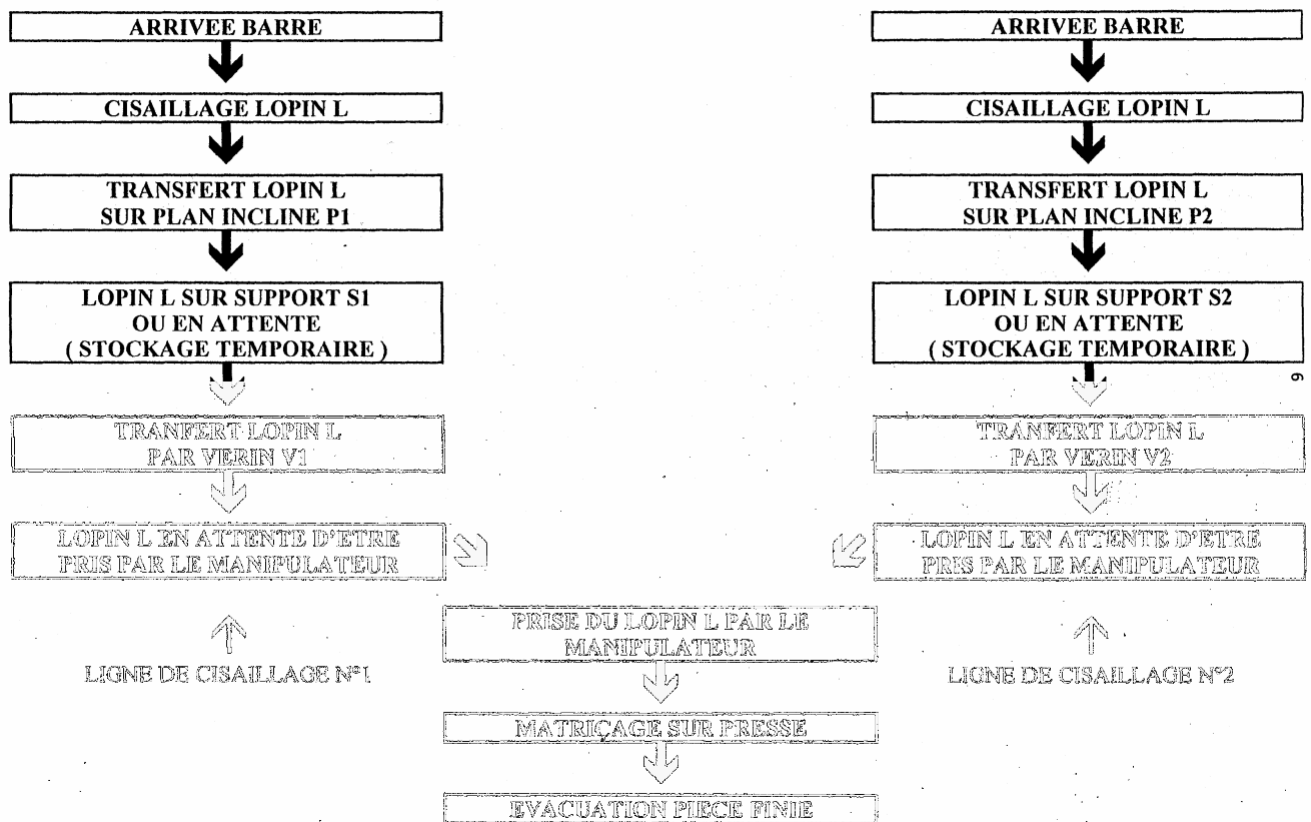 ARRIVEE BARRE
CISAILLAGE LOPIN L
TRANSFERT LOPIN L
SUR PLAN INCLINE P1
LOPIN L SUR SUPPORT S1
OU EN ATTENTE
( STOCKAGE TEMPORAIRE )
TRANFERT LOPIN L
PAR VERIN V1
LOPIN L EN ATTENTE D'ETRE
PRIS PAR LE MANIPULATEUR
LIGNE DE CISAILLAGE N°1
ARRIVEE BARRE
CISAILLAGE LOPIN L
TRANSFERT LOPIN L
SUR PLAN INCLINE P2
LOPIN L SUR SUPPORT S2
OU EN ATTENTE
( STOCKAGE TEMPORAIRE )
9
TRANFERT LOPIN L
PAR VERIN V2
LOPIN L EN ATTENTE D'ETRE
PRIS PAR LE MANIPULATEUR
LIGNE DE CISAILLAGE N°2
PRISE DU LOPIN L PAR LE
MANIPULATEUR
MATRIÇAGE SUR PRESSE
EVACUATION PIECE FINIE